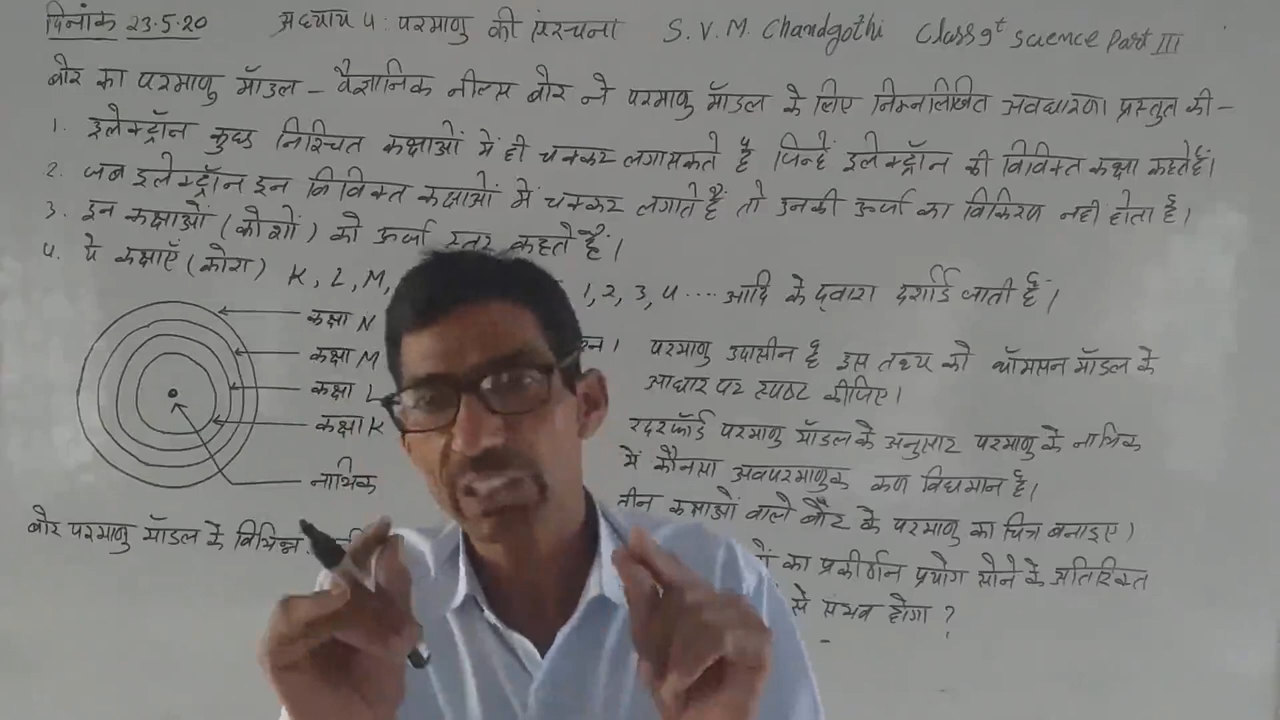 दिनांक 23.5.20
अध्याय 4: परमाणु की संरचना
S. V. M. Chandgothi
Class 9t Science Part III
बोर का परमाणु मॉडल – वैज्ञानिक नील्स बोर ने परमाणु मॉडल के लिए निम्नलिखित अवधारणा प्रस्तुत की –
1. इलेक्ट्रॉन कुछ निश्चित कक्षाओं में ही चक्कर लगा सकते हैं जिन्हें इलेक्ट्रॉन की विविक्त कक्षा कहते हैं।
2. जब इलेक्ट्रॉन इन विविक्त कक्षाओं में चक्कर लगाते हैं तो उनकी ऊर्जा का विकिरण नही होता है।
3. इन कक्षाओं (कोशों) को ऊर्जा स्तर कहते हैं।
4. ये कक्षाएँ (कोश) K, L, M, 1, 2, 3, 4 .... आदि के द्वारा दर्शाई जाती हैं।
कक्षा N
कक्षा M
कक्षा L
कक्षा K
नाभिक
बोर परमाणु मॉडल के विभिन्न
परमाणु उदासीन है इस तथ्य को थॉमसन मॉडल के
आधार पर स्पष्ट कीजिए।
रदरफॉर्ड परमाणु मॉडल के अनुसार परमाणु के नाभिक
में कौनसा अवपरमाणुक कण विद्यमान है।
तीन कक्षाओं वाले बोर के परमाणु का चित्र बनाइए।
का प्रकीर्णन प्रयोग सोने के अतिरिक्त
से संभव होगा ?